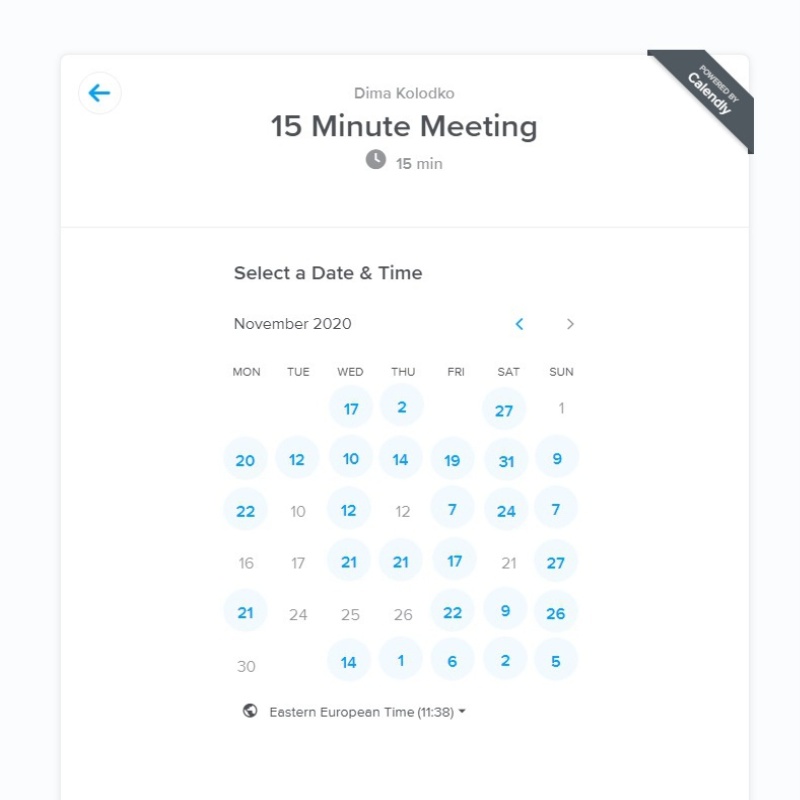 POWERED BY
Calendly
Dima Kolodko
15 Minute Meeting
15 min
Select a Date & Time
November 2020
MON TUE WED THU FRI SAT SUN
17 2 27 1
20 12 10 14 19 31 9
22 10 12 12 7 24 7
16 17 21 21 17 21 27
21 24 25 26 22 9 26
30 14 1 6 2 5
Eastern European Time (11:38)